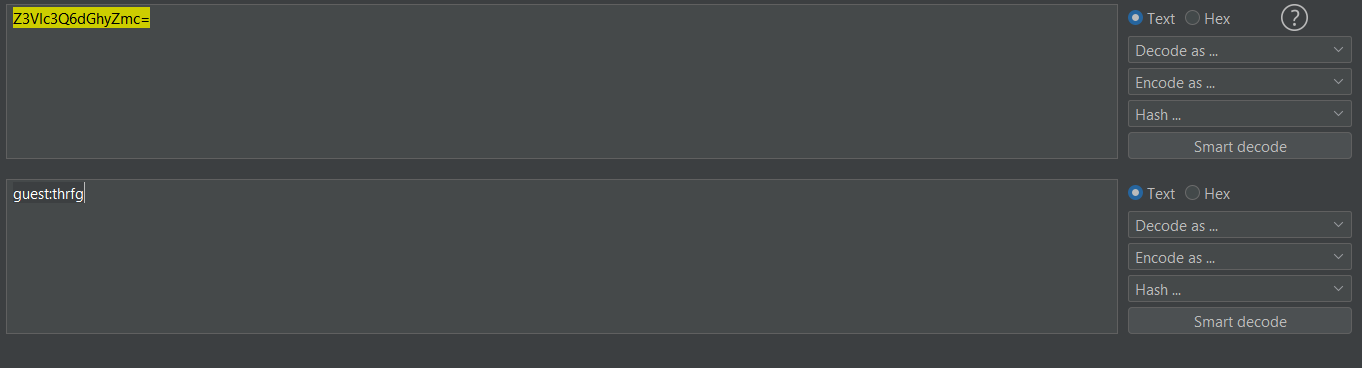 Z3Vlc3Q6dGhyZmc=
Text Hex ?
Decode as ...
Encode as ...
Hash ...
Smart decode
guest:thrfg
Text Hex
Decode as ...
Encode as ...
Hash ...
Smart decode